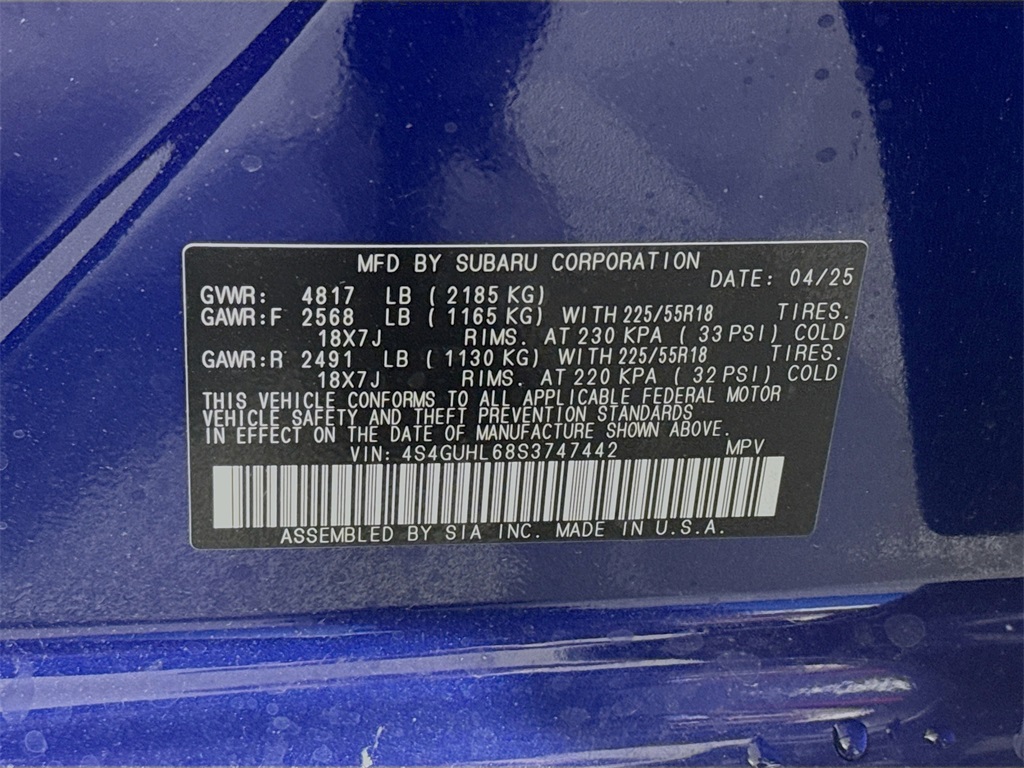 MFD BY SUBARU CORPORATION
DATE: 04/25
GVWR: 4817 LB ( 2185 KG)
GAWR:F 2568 LB ( 1165 KG) WITH 225/55R18 TIRES.
18X7J RIMS. AT 230 KPA ( 33 PSI) COLD
GAWR:R 2491 LB ( 1130 KG) WITH 225/55R18 TIRES.
18X7J RIMS. AT 220 KPA ( 32 PSI) COLD
THIS VEHICLE CONFORMS TO ALL APPLICABLE FEDERAL MOTOR
VEHICLE SAFETY AND THEFT PREVENTION STANDARDS
IN EFFECT ON THE DATE OF MANUFACTURE SHOWN ABOVE.
VIN: 4S4GUHL68S3747442 MPV
ASSEMBLED BY SIA INC. MADE IN U.S.A.